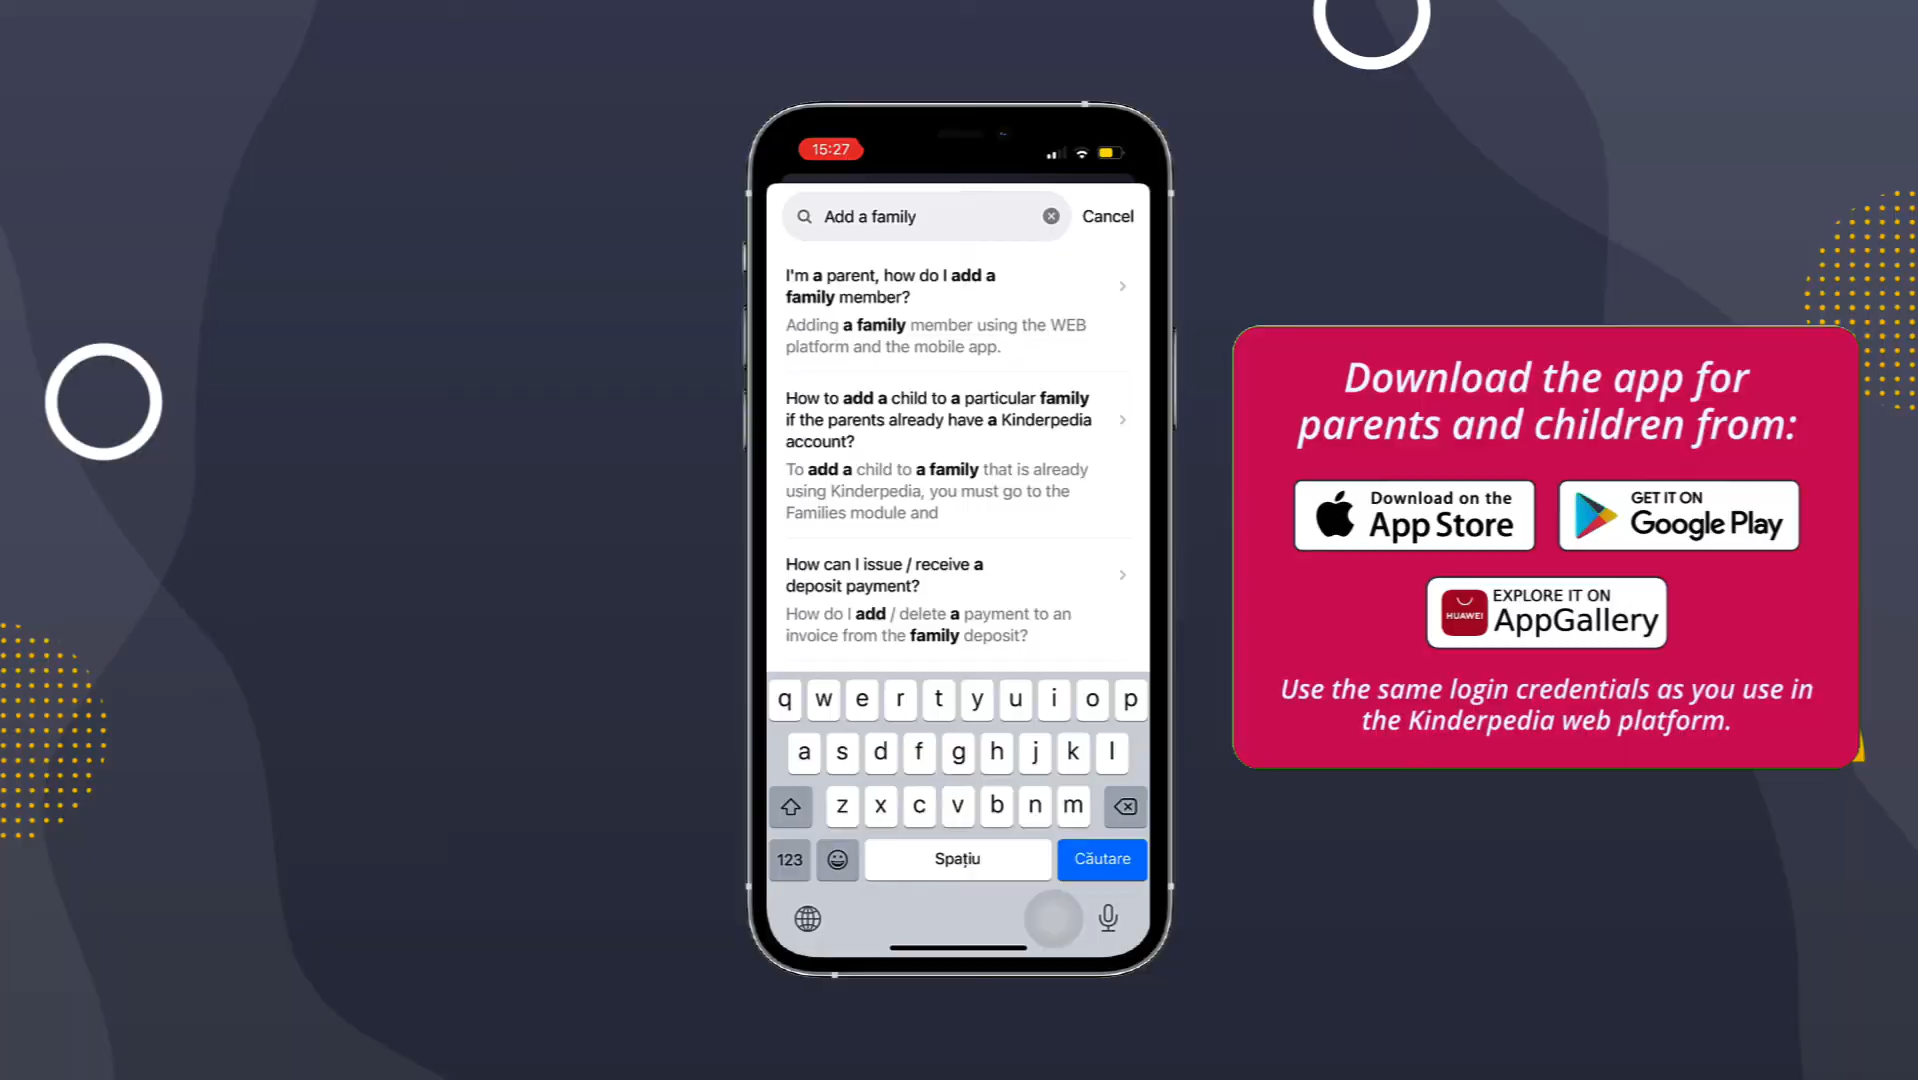 15:27
Add a family
Cancel
I'm a parent, how do I add a
family member?
Adding a family member using the WEB
platform and the mobile app.
How to add a child to a particular family
if the parents already have a Kinderpedia
account?
To add a child to a family that is already
using Kinderpedia, you must go to the
Families module and
How can I issue / receive a
deposit payment?
How do I add / delete a payment to an
invoice from the family deposit?
q w e r t y u i o p
a s d f g h j k l
z x c v b n m
123
Spațiu
Căutare
Download the app for
parents and children from:
Download on the
App Store
GET IT ON
Google Play
HUAWEI
EXPLORE IT ON
AppGallery
Use the same login credentials as you use in
the Kinderpedia web platform.